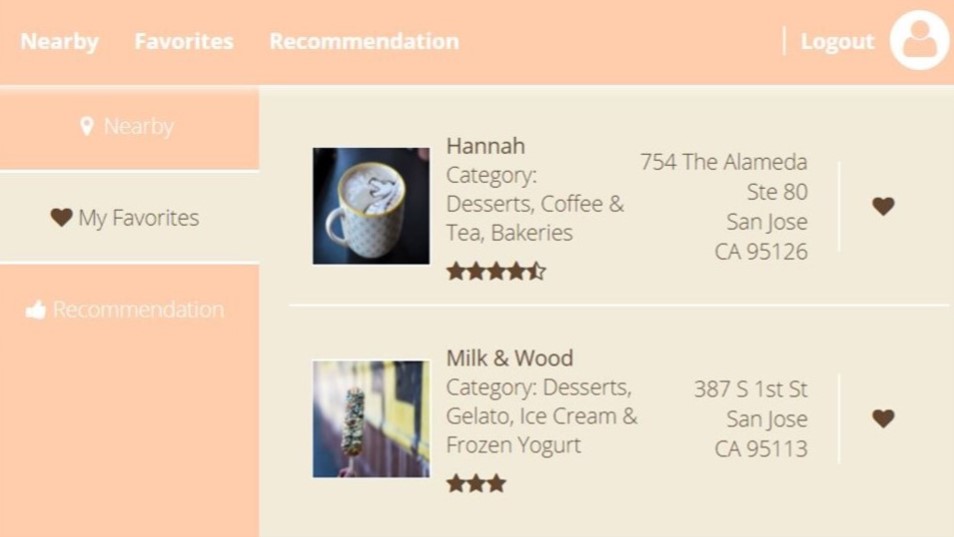 Nearby
Favorites
Recommendation
Logout
Nearby
My Favorites
Recommendation
Hannah
Category:
Desserts, Coffee &
Tea, Bakeries
754 The Alameda
Ste 80
San Jose
CA 95126
Milk & Wood
Category: Desserts,
Gelato, Ice Cream &
Frozen Yogurt
387 S 1st St
San Jose
CA 95113